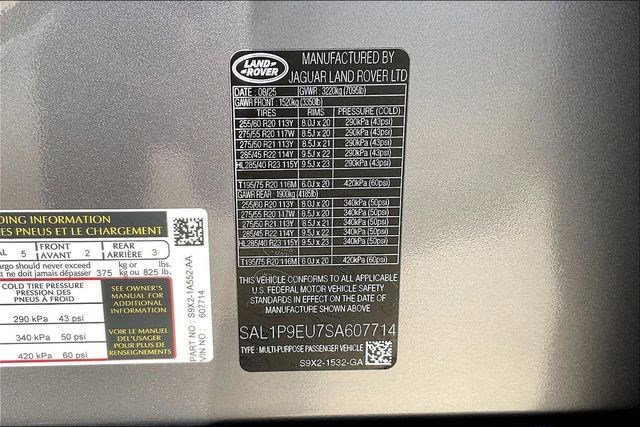 LAND-
ROVER
MANUFACTURED BY
JAGUAR LAND ROVER LTD
DATE : 08/25 GVWR : 3220kg (7095lb)
GAWR FRONT : 1520kg (3350lb)
TIRES RIMS PRESSURE (COLD)
255/60 R20 113Y 8.0J x 20 290kPa (43psi)
275/55 R20 117W 8.5J x 20 290kPa (43psi)
275/50 R21 113Y 8.5J x 21 290kPa (43psi)
285/45 R22 114Y 9.5J x 22 290kPa (43psi)
HL285/40 R23 115Y 9.5J x 23 290kPa (43psi)
T195/75 R20 116M 6.0J x 20 420kPa (60psi)
GAWR REAR : 1900kg (4185lb)
255/60 R20 113Y 8.0J x 20 340kPa (50psi)
275/55 R20 117W 8.5J x 20 340kPa (50psi)
275/50 R21 113Y 8.5J x 21 340kPa (50psi)
285/45 R22 114Y 9.5J x 22 340kPa (50psi)
HL285/40 R23 115Y 9.5J x 23 340kPa (50psi)
T195/75 R20 116M 6.0J x 20 420kPa (60psi)
THIS VEHICLE CONFORMS TO ALL APPLICABLE
U.S. FEDERAL MOTOR VEHICLE SAFETY
STANDARDS IN EFFECT ON THE DATE OF
MANUFACTURE SHOWN ABOVE.
SAL1P9EU7SA607714
TYPE : MULTI-PURPOSE PASSENGER VEHICLE
S9X2-1532-GA
DING INFORMATION
ES PNEUS ET LE CHARGEMENT
AL 5 FRONT AVANT 2 REAR ARRIÈRE 3
argo should never exceed 375 kg or 825 lbs.
t ne doit jamais dépasser kg ou lb.
COLD TIRE PRESSURE
PRESSION DES
PNEUS À FROID
290 kPa 43 psi
340 kPa 50 psi
420 kPa 60 psi
SEE OWNER'S
MANUAL FOR
ADDITIONAL
INFORMATION
VOIR LE MANUEL
DE L'USAGER
POUR PLUS DE
RENSEIGNEMENTS
PART NO : S9X2-1A552-AA
VIN NO : 607714